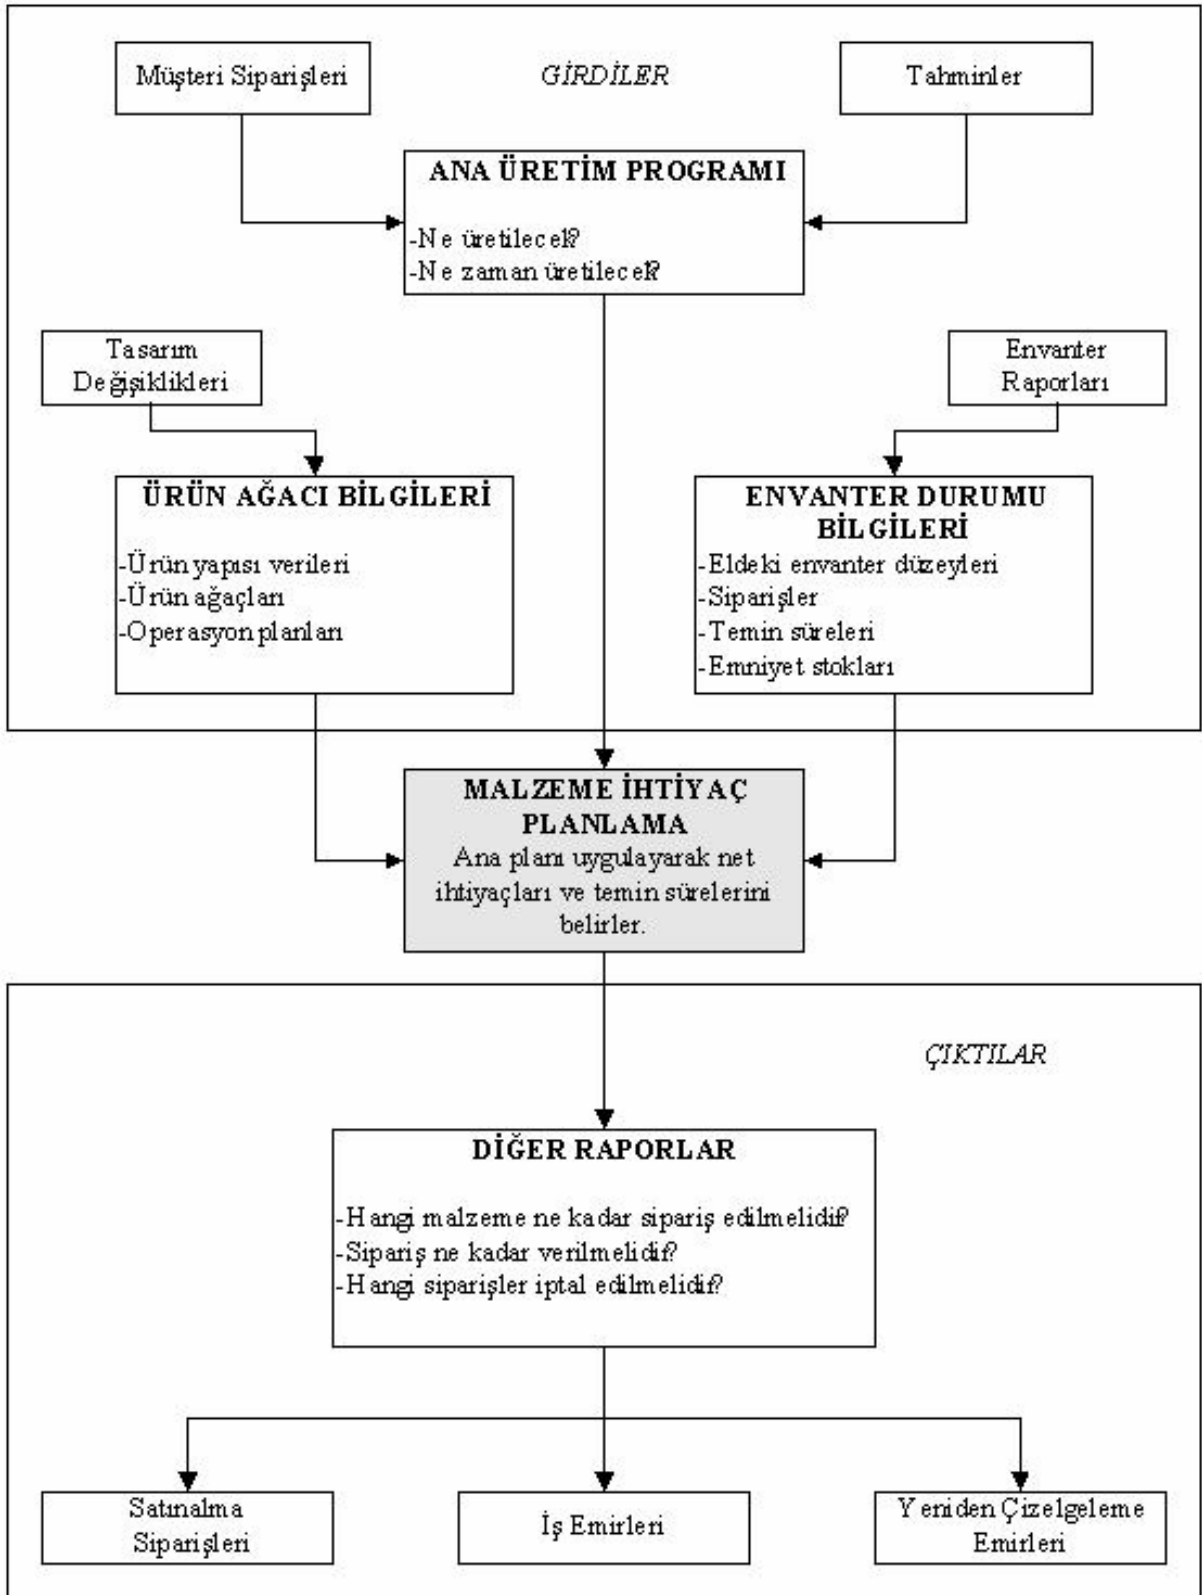 Müşteri Siparişleri
GİRDİLER
Tahminler
ANA ÜRETİM PROGRAMI
-Ne üretilecek?
-Ne zaman üretilecek?
Tasarım
Değişiklikleri
Envanter
Raporları
ÜRÜN AĞACI BİLGİLERİ
-Ürün yapısı verileri
-Ürün ağaçları
-Operasyon planları
ENVANTER DURUMU
BİLGİLERİ
-Eldeki envanter düzeyleri
-Siparişler
-Temin süreleri
-Emniyet stokları
MALZEME İHTİYAÇ
PLANLAMA
Ana planı uygulayarak net
ihtiyaçları ve temin sürelerini
belirler.
ÇIKTILAR
DİĞER RAPORLAR
-Hangi malzeme ne kadar sipariş edilmelidir?
-Sipariş ne kadar verilmelidir?
-Hangi siparişler iptal edilmelidir?
Satınalma
Siparişleri
İş Emirleri
Yeniden Çizelgeleme
Emirleri